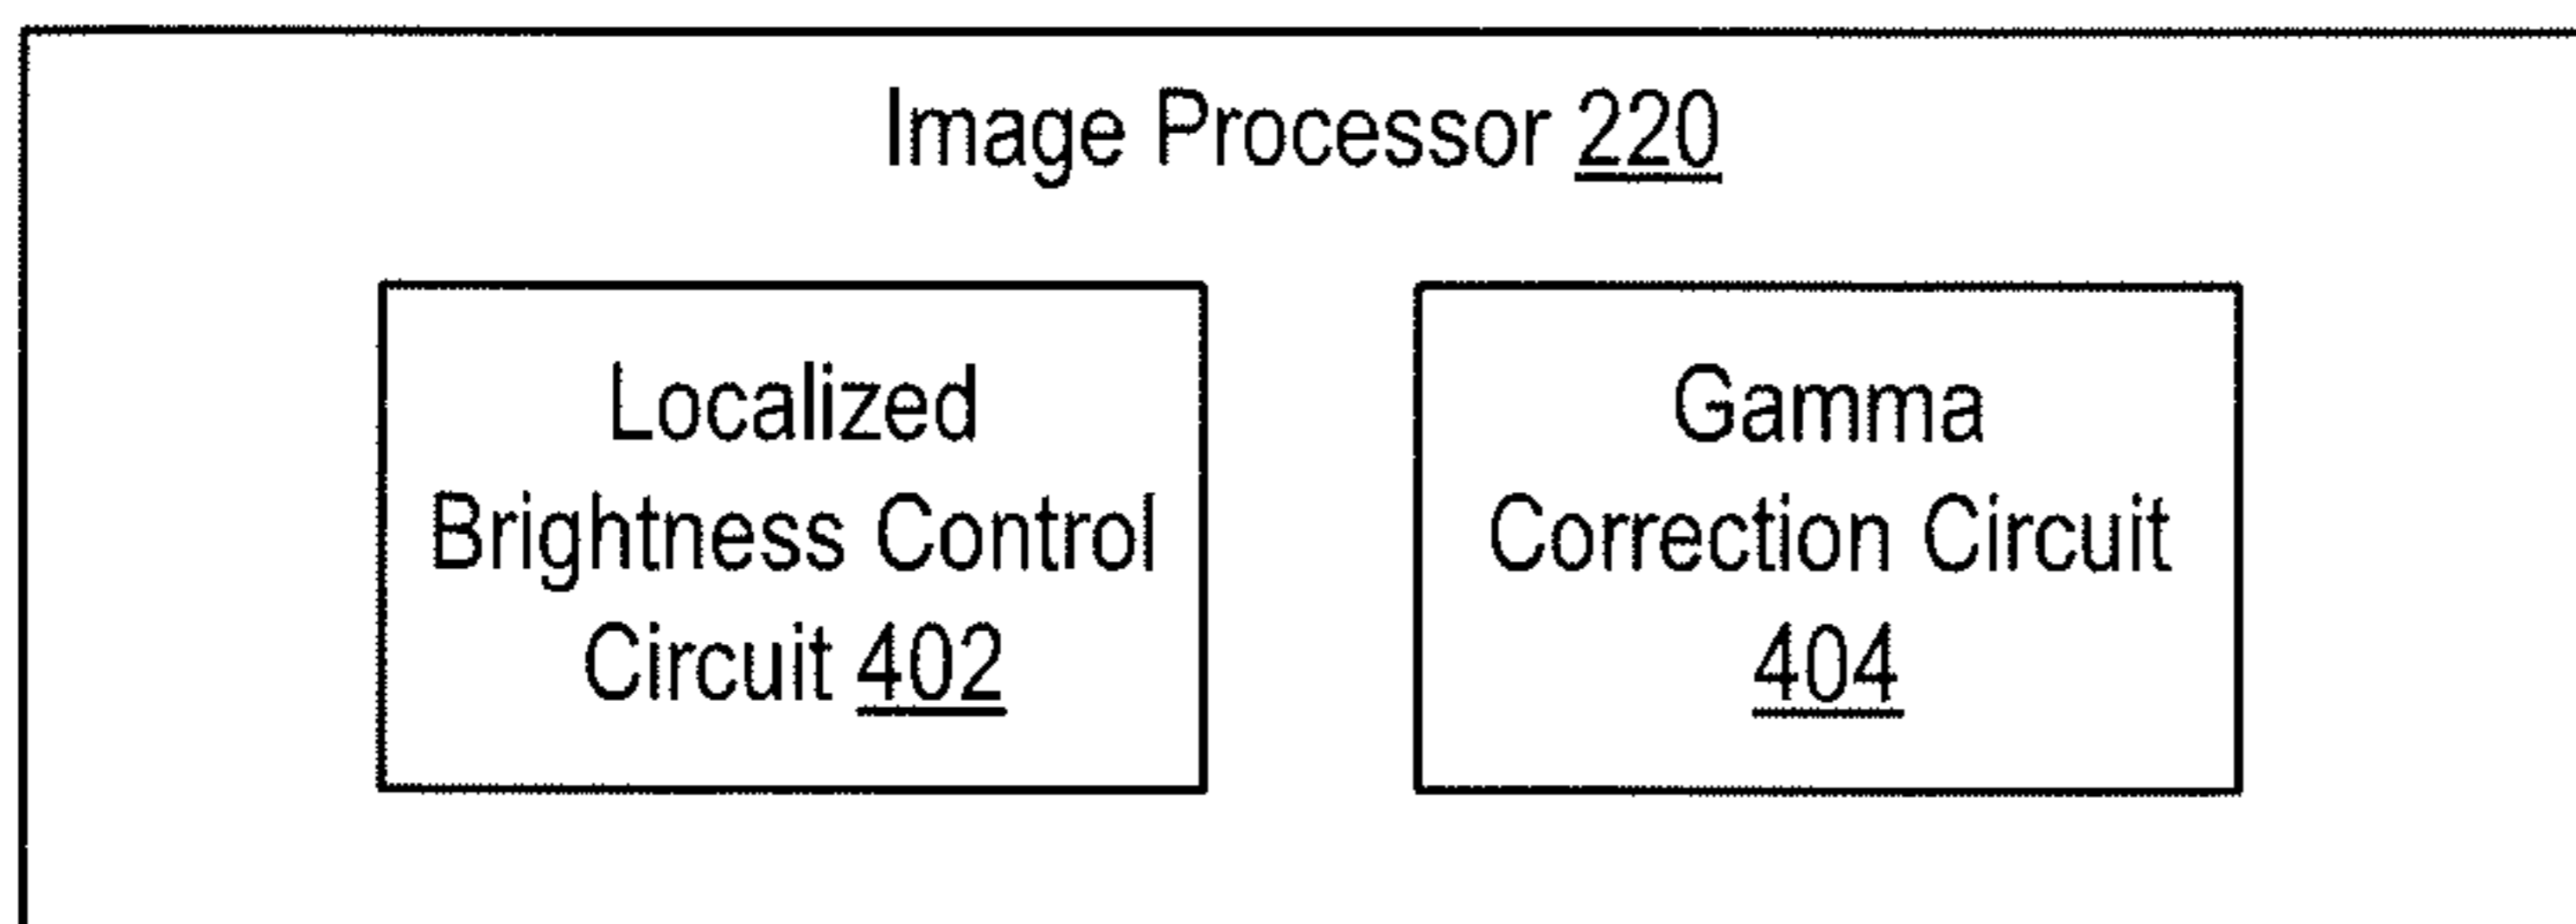 Image Processor 220
Localized
Brightness Control
Circuit 402
Gamma
Correction Circuit
404